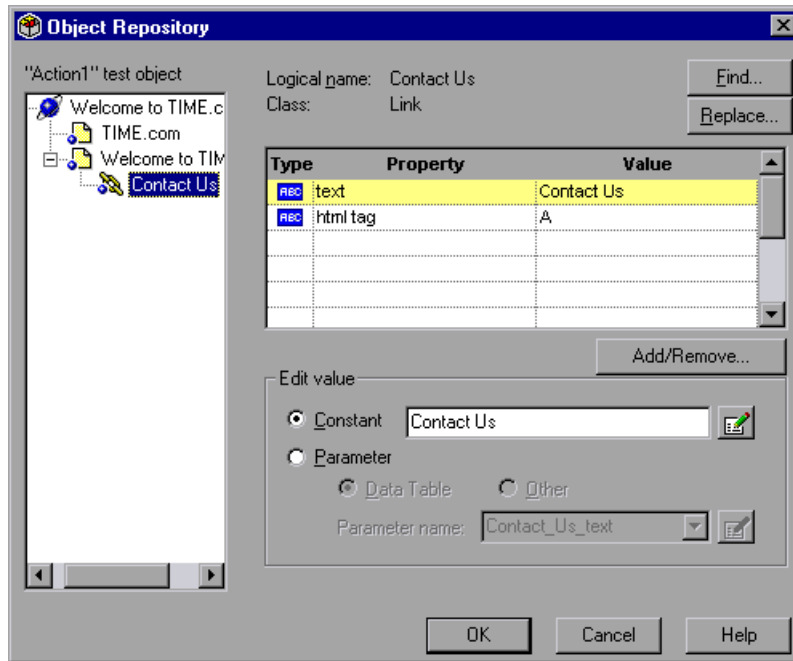 Object Repository
"Action1" test object
Welcome to TIME.c
TIME.com
Welcome to TIM
Contact Us
Logical name: Contact Us
Class: Link
Find...
Replace...
Type Property Value
ABC text Contact Us
ABC html tag A
Add/Remove...
Edit value
Constant Contact Us
Parameter
Data Table Other
Parameter name: Contact_Us_text
OK Cancel Help